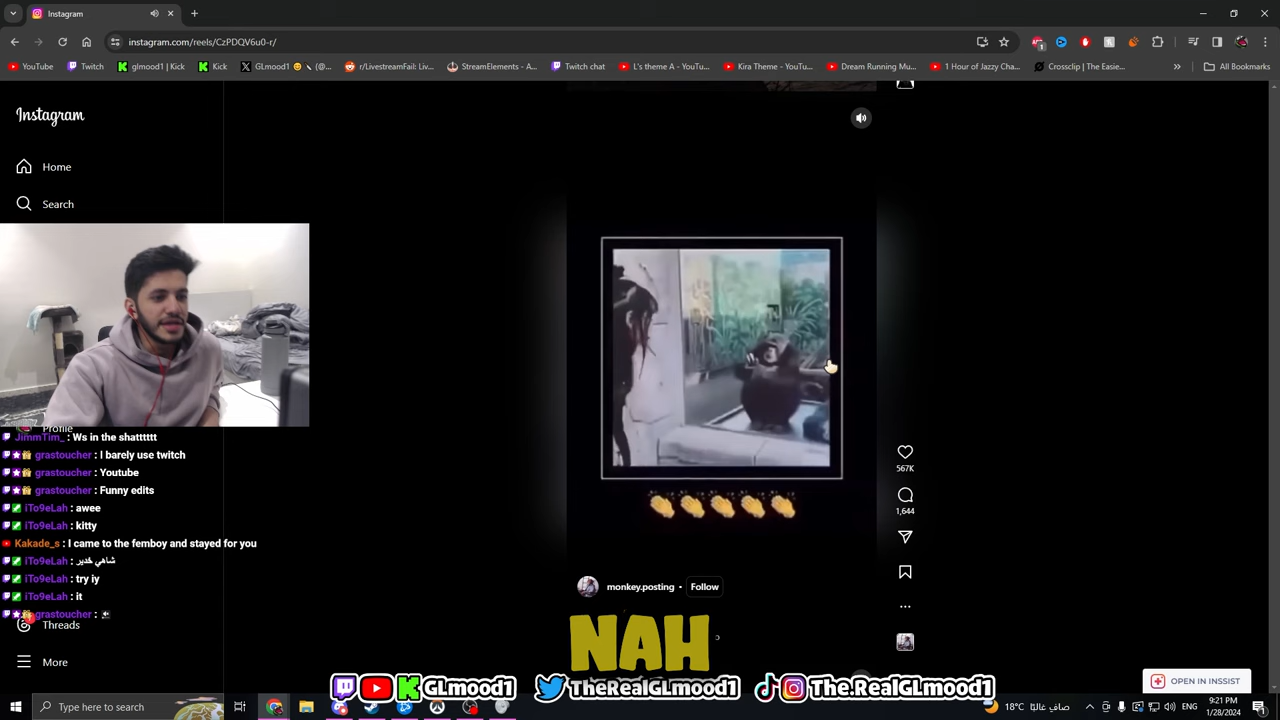 Instagram
instagram.com/reels/CzPDQV6u0-r/
YouTube
Twitch
glmood1 | Kick
Kick
GLmood1 😊🔪 (@...
r/LivestreamFail: Liv...
StreamElements - A...
Twitch chat
L's theme A - YouTu...
Kira Theme - YouTub...
Dream Running Mu...
1 Hour of Jazzy Cha...
Crossclip | The Easie...
All Bookmarks
Instagram
Home
Search
Profile
JimmTim_ : Ws in the shatttttt
grastoucher : I barely use twitch
grastoucher : Youtube
grastoucher : Funny edits
iTo9eLah : awee
iTo9eLah : kitty
Kakade_s : I came to the femboy and stayed for you
iTo9eLah : شاهي خدير
iTo9eLah : try iy
iTo9eLah : it
grastoucher :
Threads
More
👏👏👏👏👏
567K
1,644
monkey.posting • Follow
NAH
OPEN IN INSSIST
GLmood1
TheRealGLmood1
The.RealGLmood1
Type here to search
18°C صافٍ غالبًا
ENG
9:21 PM
1/28/2024